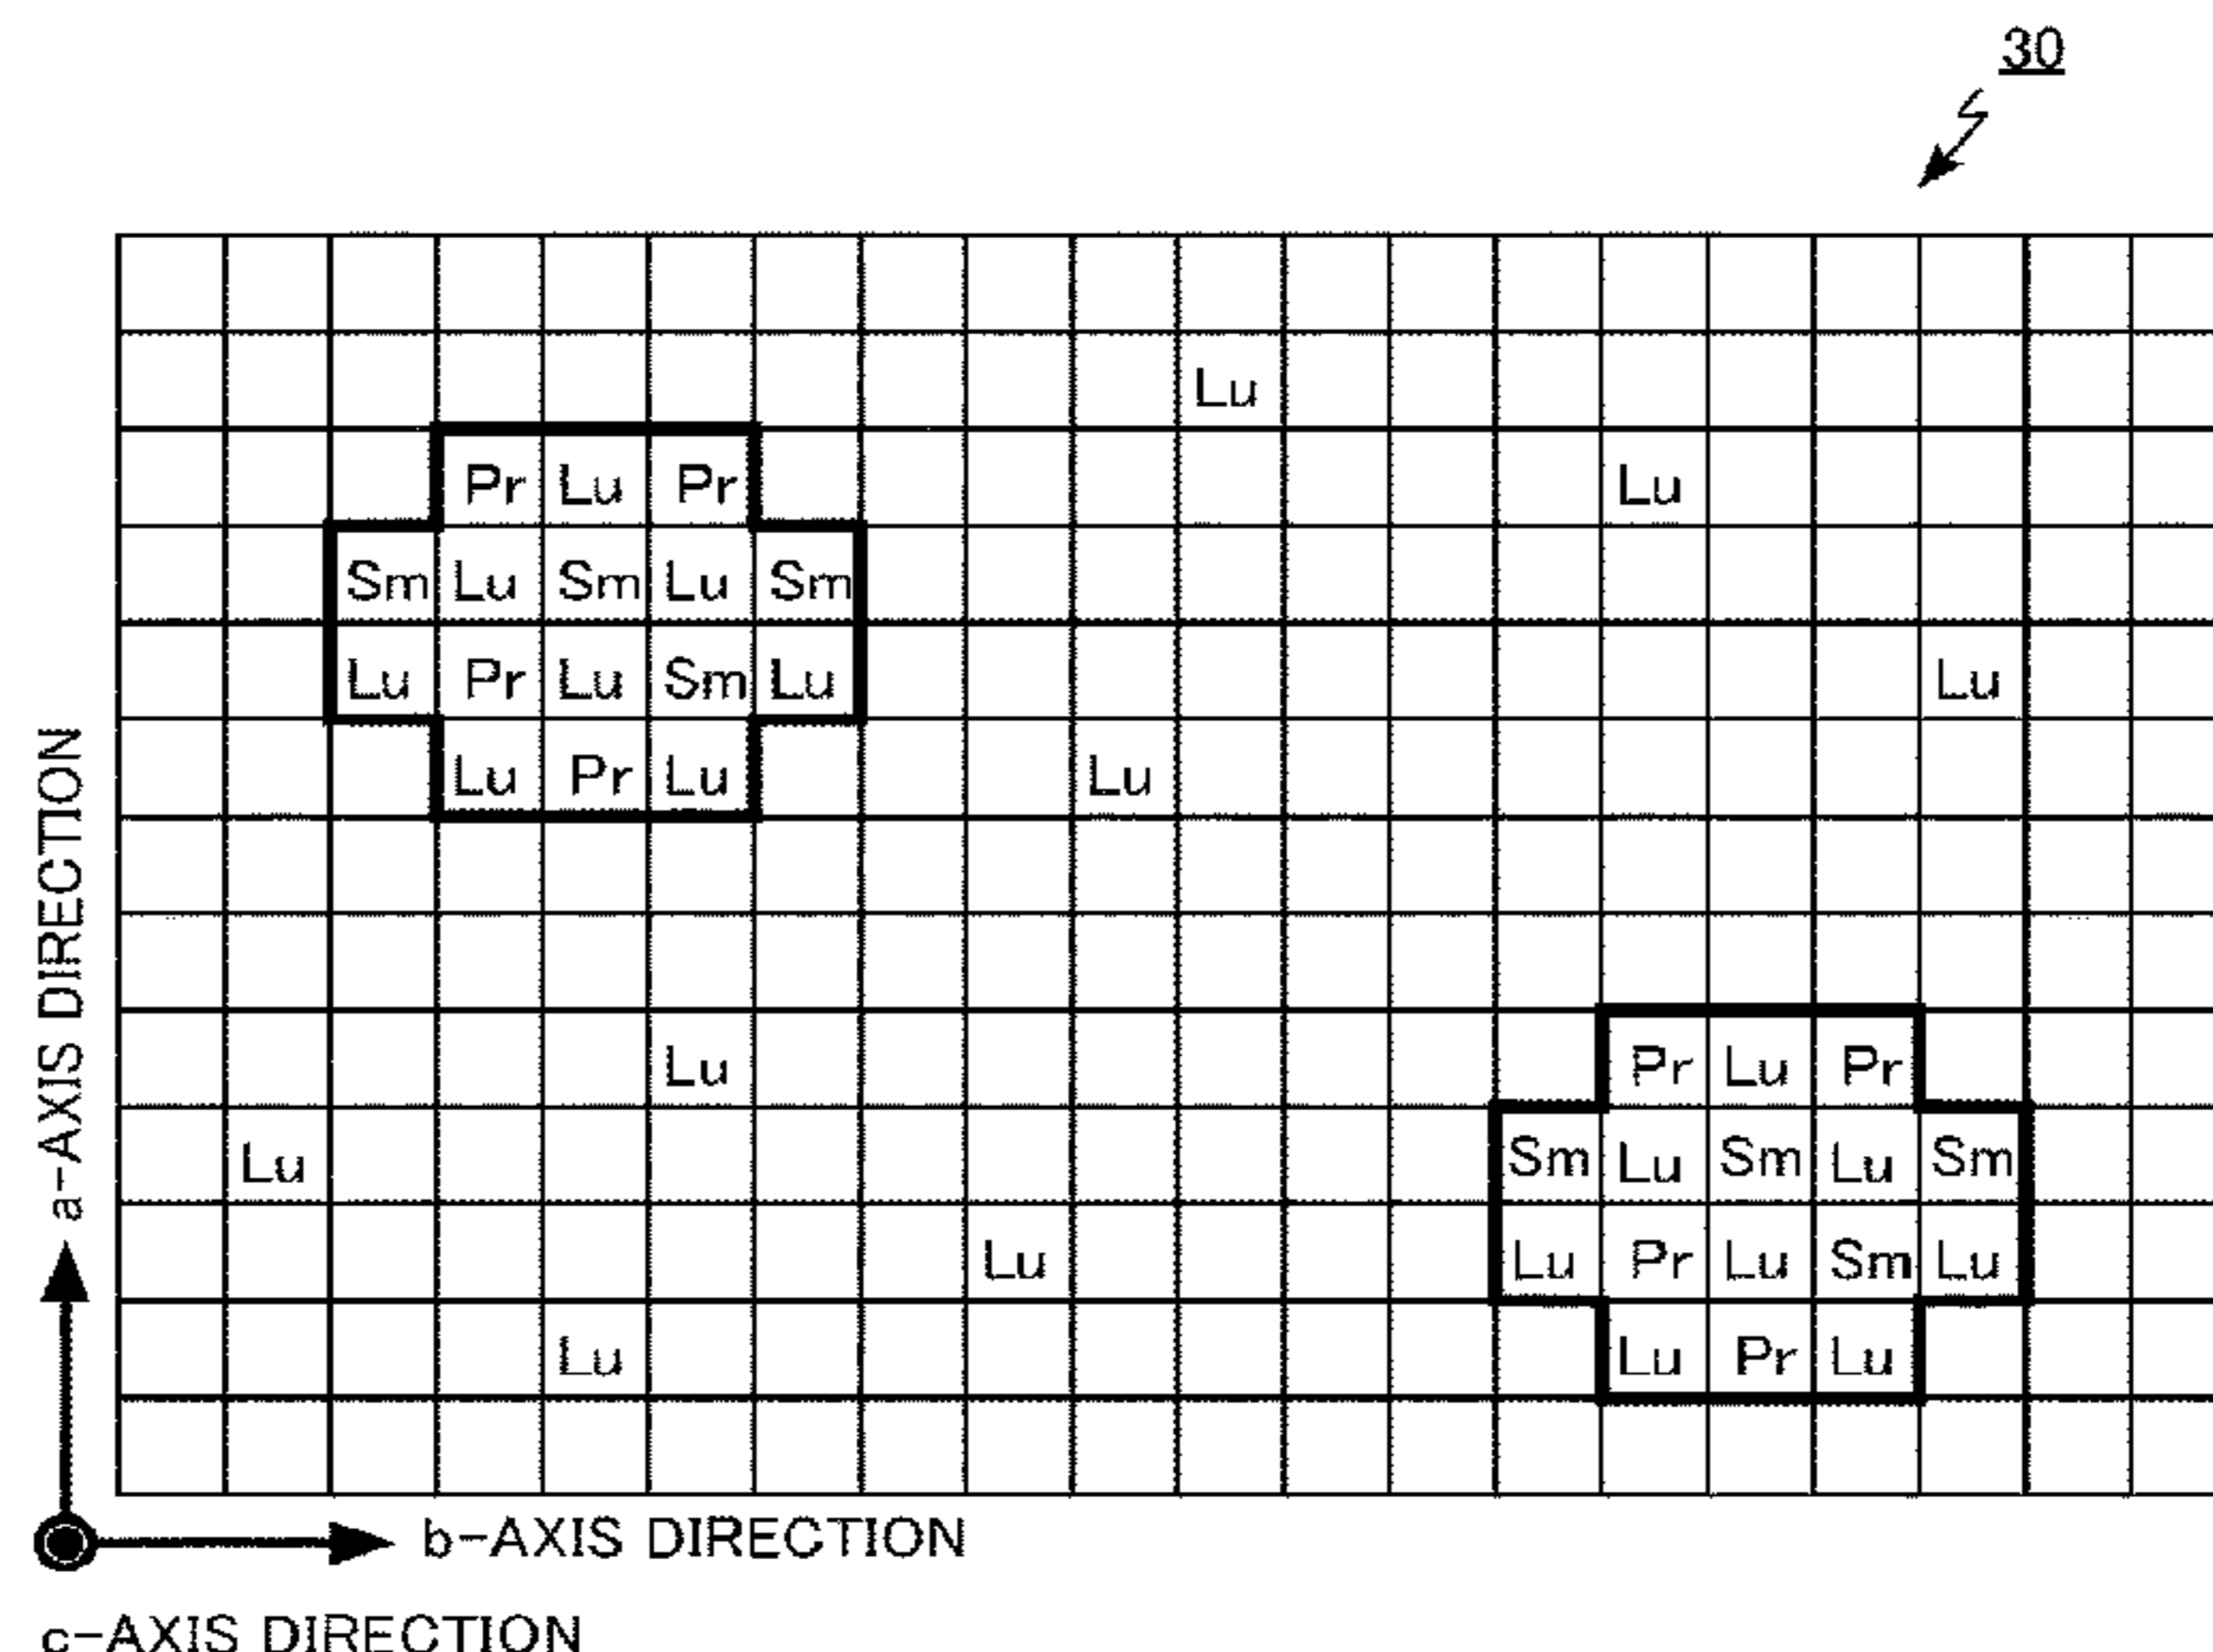 30
Lu
Pr Lu Pr Lu
Sm Lu Sm Lu Sm
Lu Pr Lu Sm Lu Lu
Lu Pr Lu Lu
Lu Pr Lu Pr
Lu Sm Lu Sm Lu Sm
Lu Lu Pr Lu Sm Lu
Lu Lu Pr Lu
a-AXIS DIRECTION
b-AXIS DIRECTION
c-AXIS DIRECTION